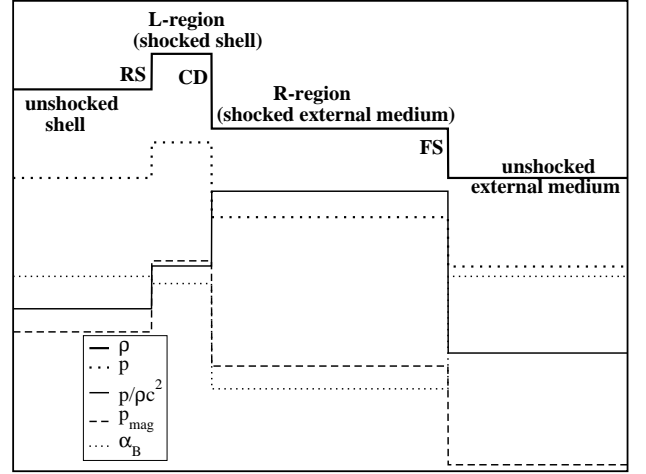 L-region
(shocked shell)
RS
CD
unshocked
shell
R-region
(shocked external medium)
FS
unshocked
external medium
ρ
p
p/ρc²
p_mag
α_B